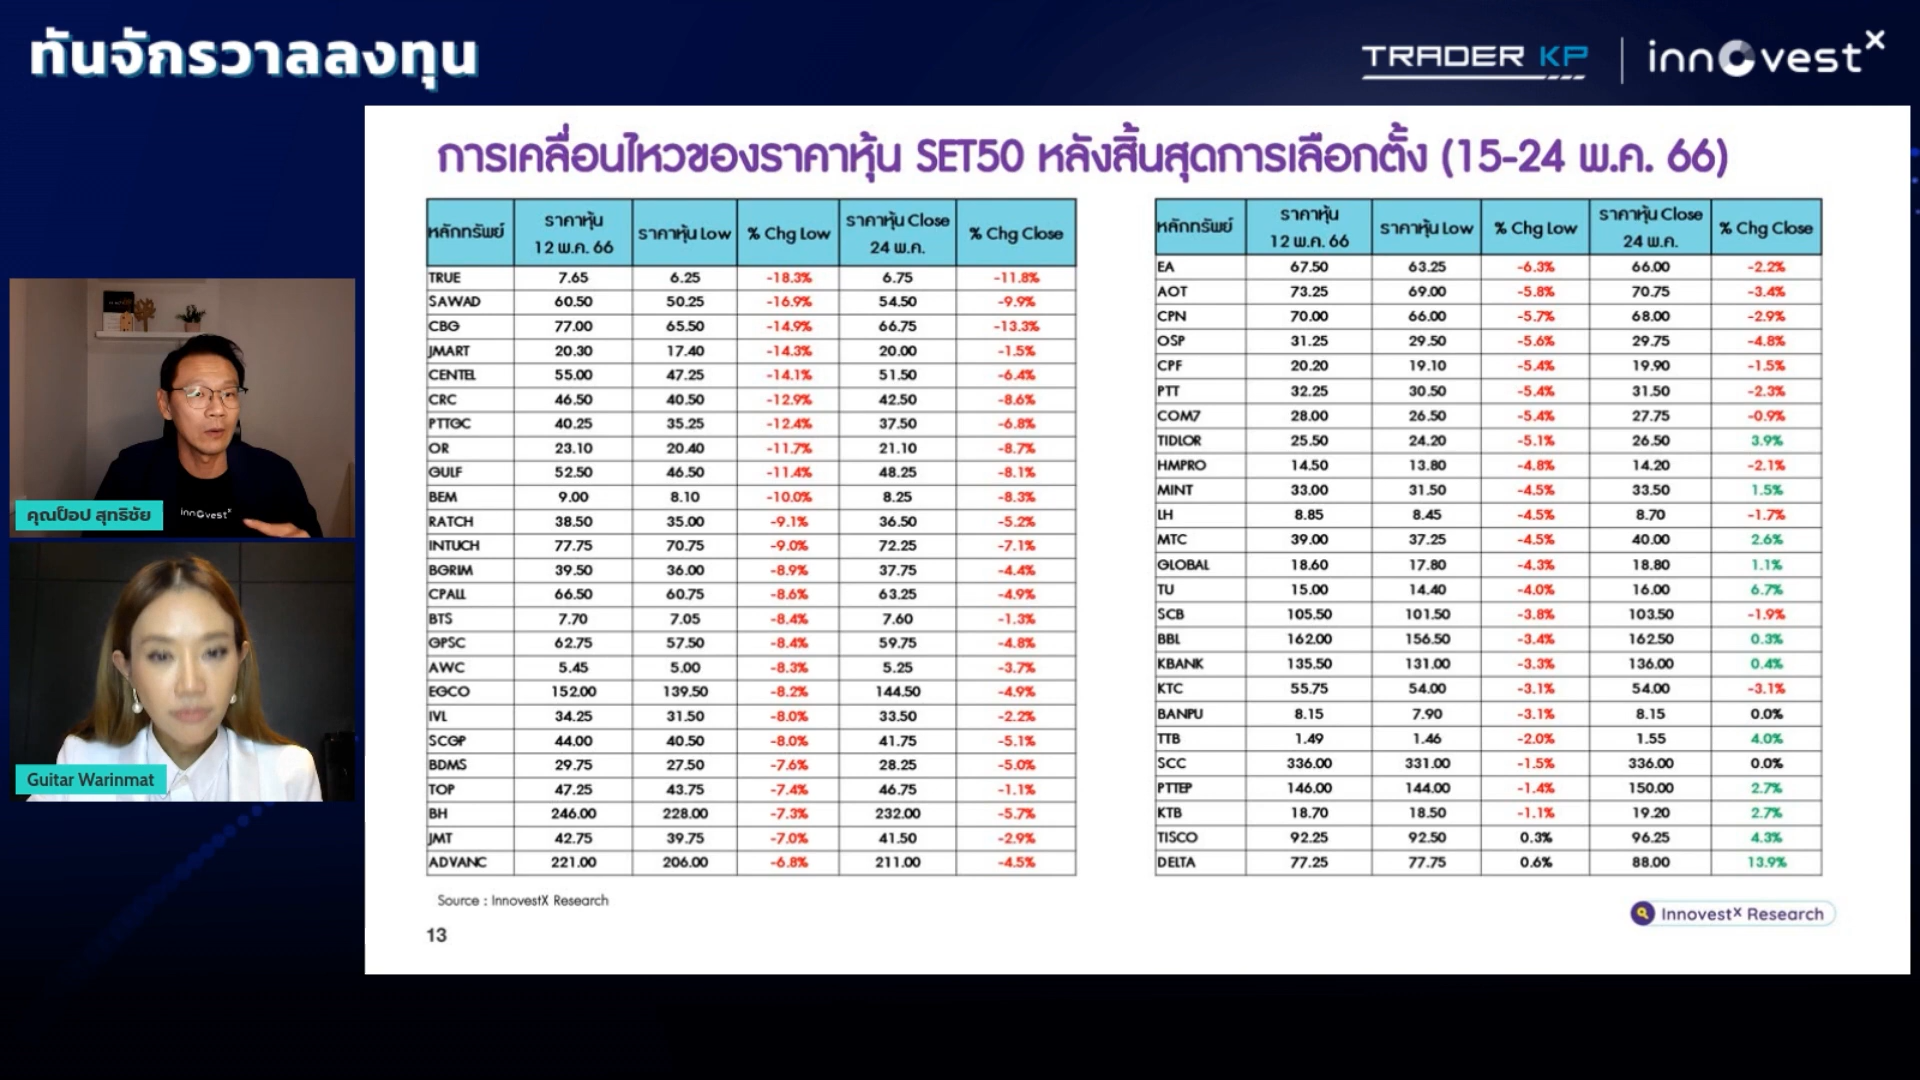 ทันจักรวาลลงทุน
TRADER KP | innovestX
การเคลื่อนไหวของราคาหุ้น SET50 หลังสิ้นสุดการเลือกตั้ง (15-24 พ.ค. 66)
หลักทรัพย์ ราคาหุ้น 12 พ.ค. 66 ราคาหุ้น Low % Chg Low ราคาหุ้น Close 24 พ.ค. % Chg Close
TRUE 7.65 6.25 -18.3% 6.75 -11.8%
SAWAD 60.50 50.25 -16.9% 54.50 -9.9%
CBG 77.00 65.50 -14.9% 66.75 -13.3%
JMART 20.30 17.40 -14.3% 20.00 -1.5%
CENTEL 55.00 47.25 -14.1% 51.50 -6.4%
CRC 46.50 40.50 -12.9% 42.50 -8.6%
PTTGC 40.25 35.25 -12.4% 37.50 -6.8%
OR 23.10 20.40 -11.7% 21.10 -8.7%
GULF 52.50 46.50 -11.4% 48.25 -8.1%
BEM 9.00 8.10 -10.0% 8.25 -8.3%
RATCH 38.50 35.00 -9.1% 36.50 -5.2%
INTUCH 77.75 70.75 -9.0% 72.25 -7.1%
BGRIM 39.50 36.00 -8.9% 37.75 -4.4%
CPALL 66.50 60.75 -8.6% 63.25 -4.9%
BTS 7.70 7.05 -8.4% 7.60 -1.3%
GPSC 62.75 57.50 -8.4% 59.75 -4.8%
AWC 5.45 5.00 -8.3% 5.25 -3.7%
EGCO 152.00 139.50 -8.2% 144.50 -4.9%
IVL 34.25 31.50 -8.0% 33.50 -2.2%
SCGP 44.00 40.50 -8.0% 41.75 -5.1%
BDMS 29.75 27.50 -7.6% 28.25 -5.0%
TOP 47.25 43.75 -7.4% 46.75 -1.1%
BH 246.00 228.00 -7.3% 232.00 -5.7%
JMT 42.75 39.75 -7.0% 41.50 -2.9%
ADVANC 221.00 206.00 -6.8% 211.00 -4.5%
หลักทรัพย์ ราคาหุ้น 12 พ.ค. 66 ราคาหุ้น Low % Chg Low ราคาหุ้น Close 24 พ.ค. % Chg Close
EA 67.50 63.25 -6.3% 66.00 -2.2%
AOT 73.25 69.00 -5.8% 70.75 -3.4%
CPN 70.00 66.00 -5.7% 68.00 -2.9%
OSP 31.25 29.50 -5.6% 29.75 -4.8%
CPF 20.20 19.10 -5.4% 19.90 -1.5%
PTT 32.25 30.50 -5.4% 31.50 -2.3%
COM7 28.00 26.50 -5.4% 27.75 -0.9%
TIDLOR 25.50 24.20 -5.1% 26.50 3.9%
HMPRO 14.50 13.80 -4.8% 14.20 -2.1%
MINT 33.00 31.50 -4.5% 33.50 1.5%
LH 8.85 8.45 -4.5% 8.70 -1.7%
MTC 39.00 37.25 -4.5% 40.00 2.6%
GLOBAL 18.60 17.80 -4.3% 18.80 1.1%
TU 15.00 14.40 -4.0% 16.00 6.7%
SCB 105.50 101.50 -3.8% 103.50 -1.9%
BBL 162.00 156.50 -3.4% 162.50 0.3%
KBANK 135.50 131.00 -3.3% 136.00 0.4%
KTC 55.75 54.00 -3.1% 54.00 -3.1%
BANPU 8.15 7.90 -3.1% 8.15 0.0%
TTB 1.49 1.46 -2.0% 1.55 4.0%
SCC 336.00 331.00 -1.5% 336.00 0.0%
PTTEP 146.00 144.00 -1.4% 150.00 2.7%
KTB 18.70 18.50 -1.1% 19.20 2.7%
TISCO 92.25 92.50 0.3% 96.25 4.3%
DELTA 77.25 77.75 0.6% 88.00 13.9%
Source : InnovestX Research
InnovestX Research
13
innovestX
คุณป็อป สุทธิชัย
Guitar Warinmat